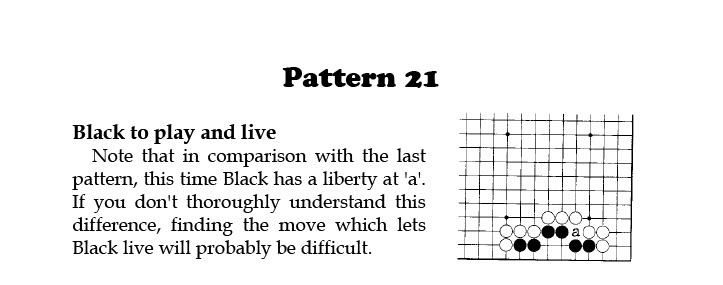 Pattern 21
Black to play and live
Note that in comparison with the last
pattern, this time Black has a liberty at 'a'.
If you don't thoroughly understand this
difference, finding the move which lets
Black live will probably be difficult.
a